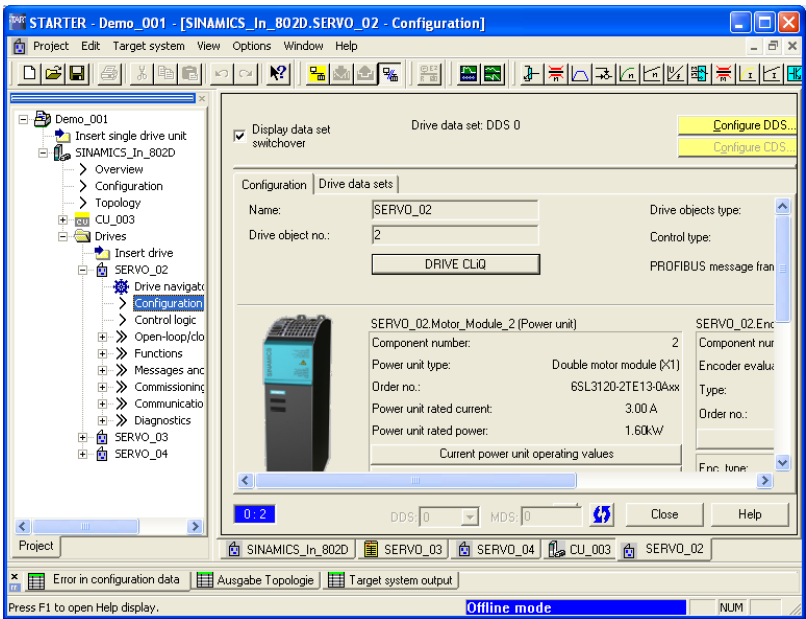 STARTER - Demo_001 - [SINAMICS_In_802D.SERVO_02 - Configuration]
Project Edit Target system View Options Window Help
Demo_001
Insert single drive unit
SINAMICS_In_802D
Overview
Configuration
Topology
CU_003
Drives
Insert drive
SERVO_02
Drive navigato
Configuration
Control logic
Open-loop/clo
Functions
Messages anc
Commissioning
Communicatio
Diagnostics
SERVO_03
SERVO_04
Project
Display data set switchover
Drive data set: DDS 0
Configure DDS...
Configure CDS...
Configuration Drive data sets
Name: SERVO_02 Drive objects type:
Drive object no.: 2 Control type:
DRIVE CLiQ PROFIBUS message fran
SINAMICS
SERVO_02.Motor_Module_2 (Power unit) SERVO_02.Enc
Component number: 2 Component nur
Power unit type: Double motor module (X1) Encoder evalua
Order no.: 6SL3120-2TE13-0Axx Type:
Power unit rated current: 3.00 A Order no.:
Power unit rated power: 1.60kW
Current power unit operating values
Enc. type:
0 : 2 DDS: 0 MDS: 0 Close Help
SINAMICS_In_802D SERVO_03 SERVO_04 CU_003 SERVO_02
Error in configuration data Ausgabe Topologie Target system output
Press F1 to open Help display. Offline mode NUM